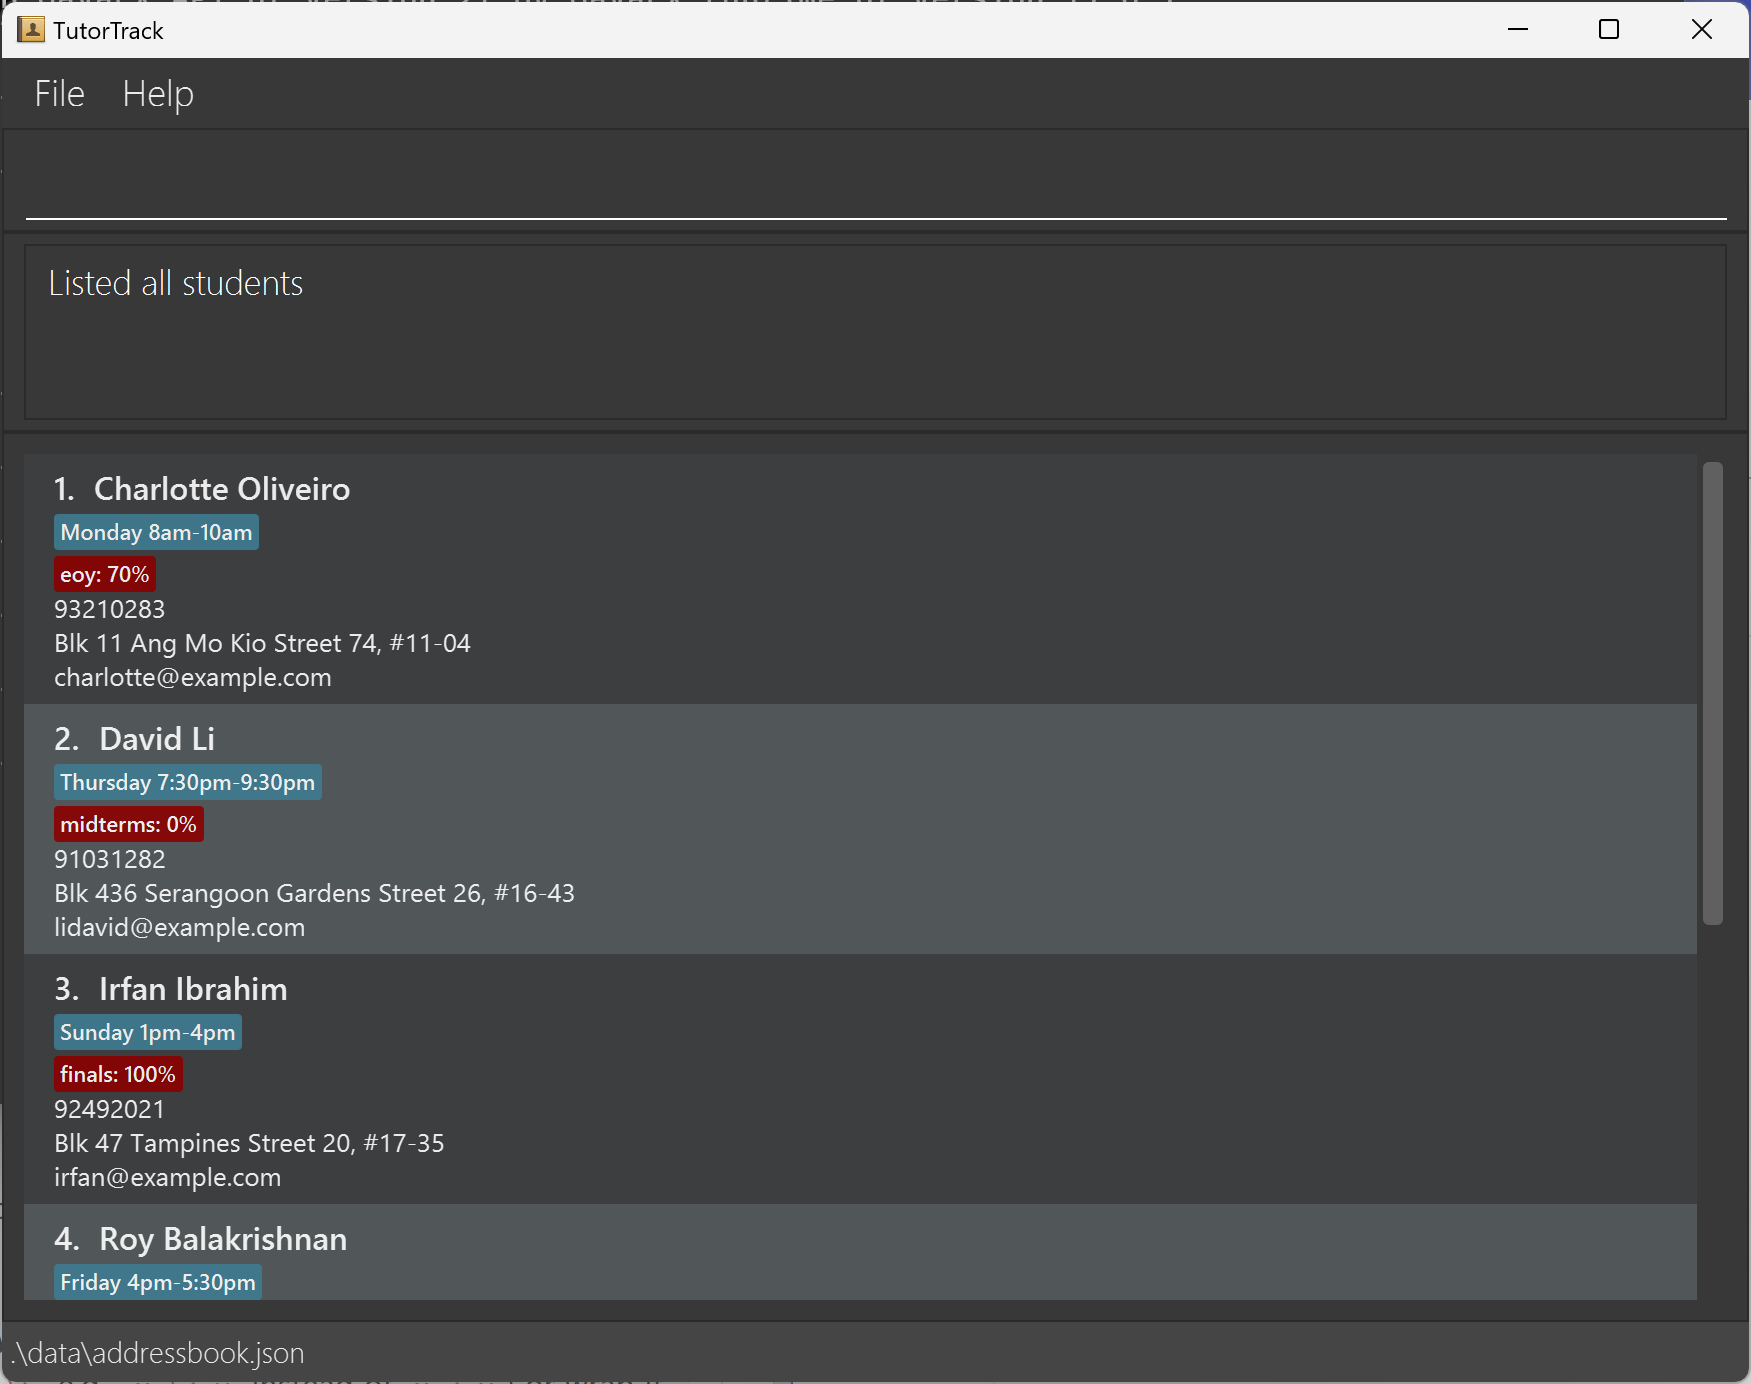 TutorTrack
File Help
Listed all students
1. Charlotte Oliveiro
Monday 8am-10am
eoy: 70%
93210283
Blk 11 Ang Mo Kio Street 74, #11-04
charlotte@example.com
2. David Li
Thursday 7:30pm-9:30pm
midterms: 0%
91031282
Blk 436 Serangoon Gardens Street 26, #16-43
lidavid@example.com
3. Irfan Ibrahim
Sunday 1pm-4pm
finals: 100%
92492021
Blk 47 Tampines Street 20, #17-35
irfan@example.com
4. Roy Balakrishnan
Friday 4pm-5:30pm
.\data\addressbook.json